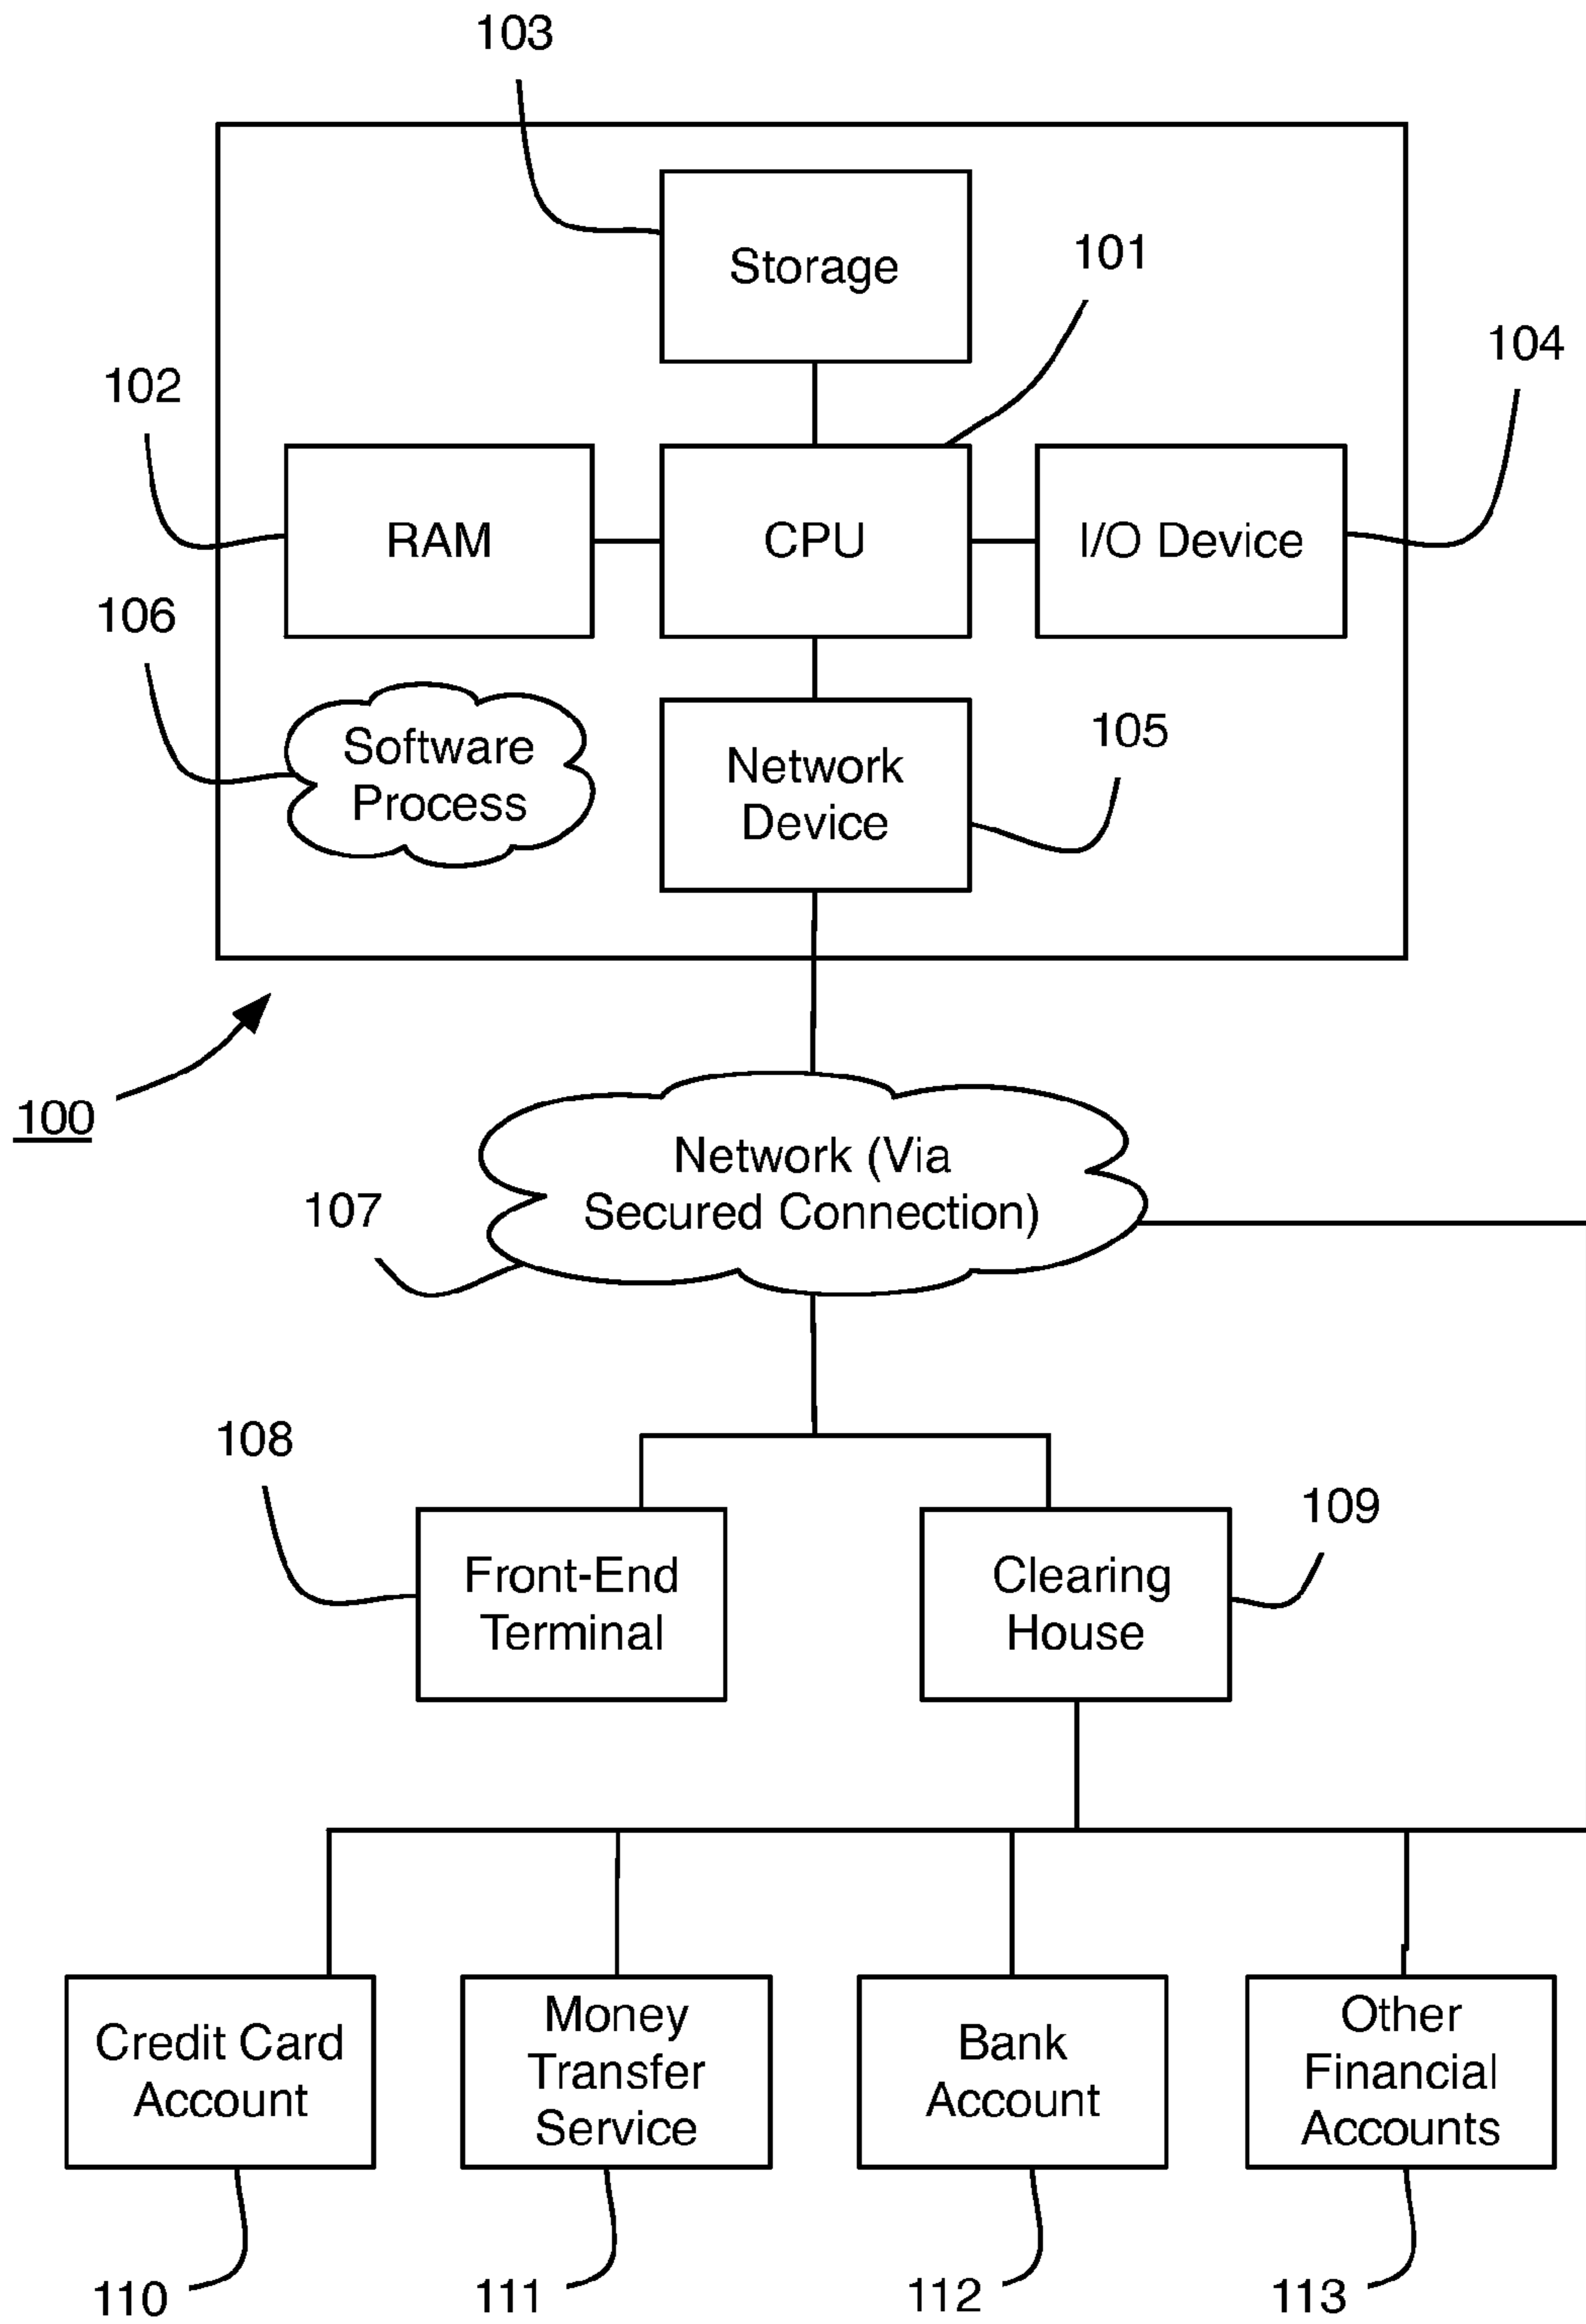 103
Storage
101
104
102
RAM
CPU
I/O Device
106
Software
Process
105
Network
Device
100
Network (Via
Secured Connection)
107
108
109
Front-End
Terminal
Clearing
House
Credit Card
Account
Money
Transfer
Service
Bank
Account
Other
Financial
Accounts
110
111
112
113